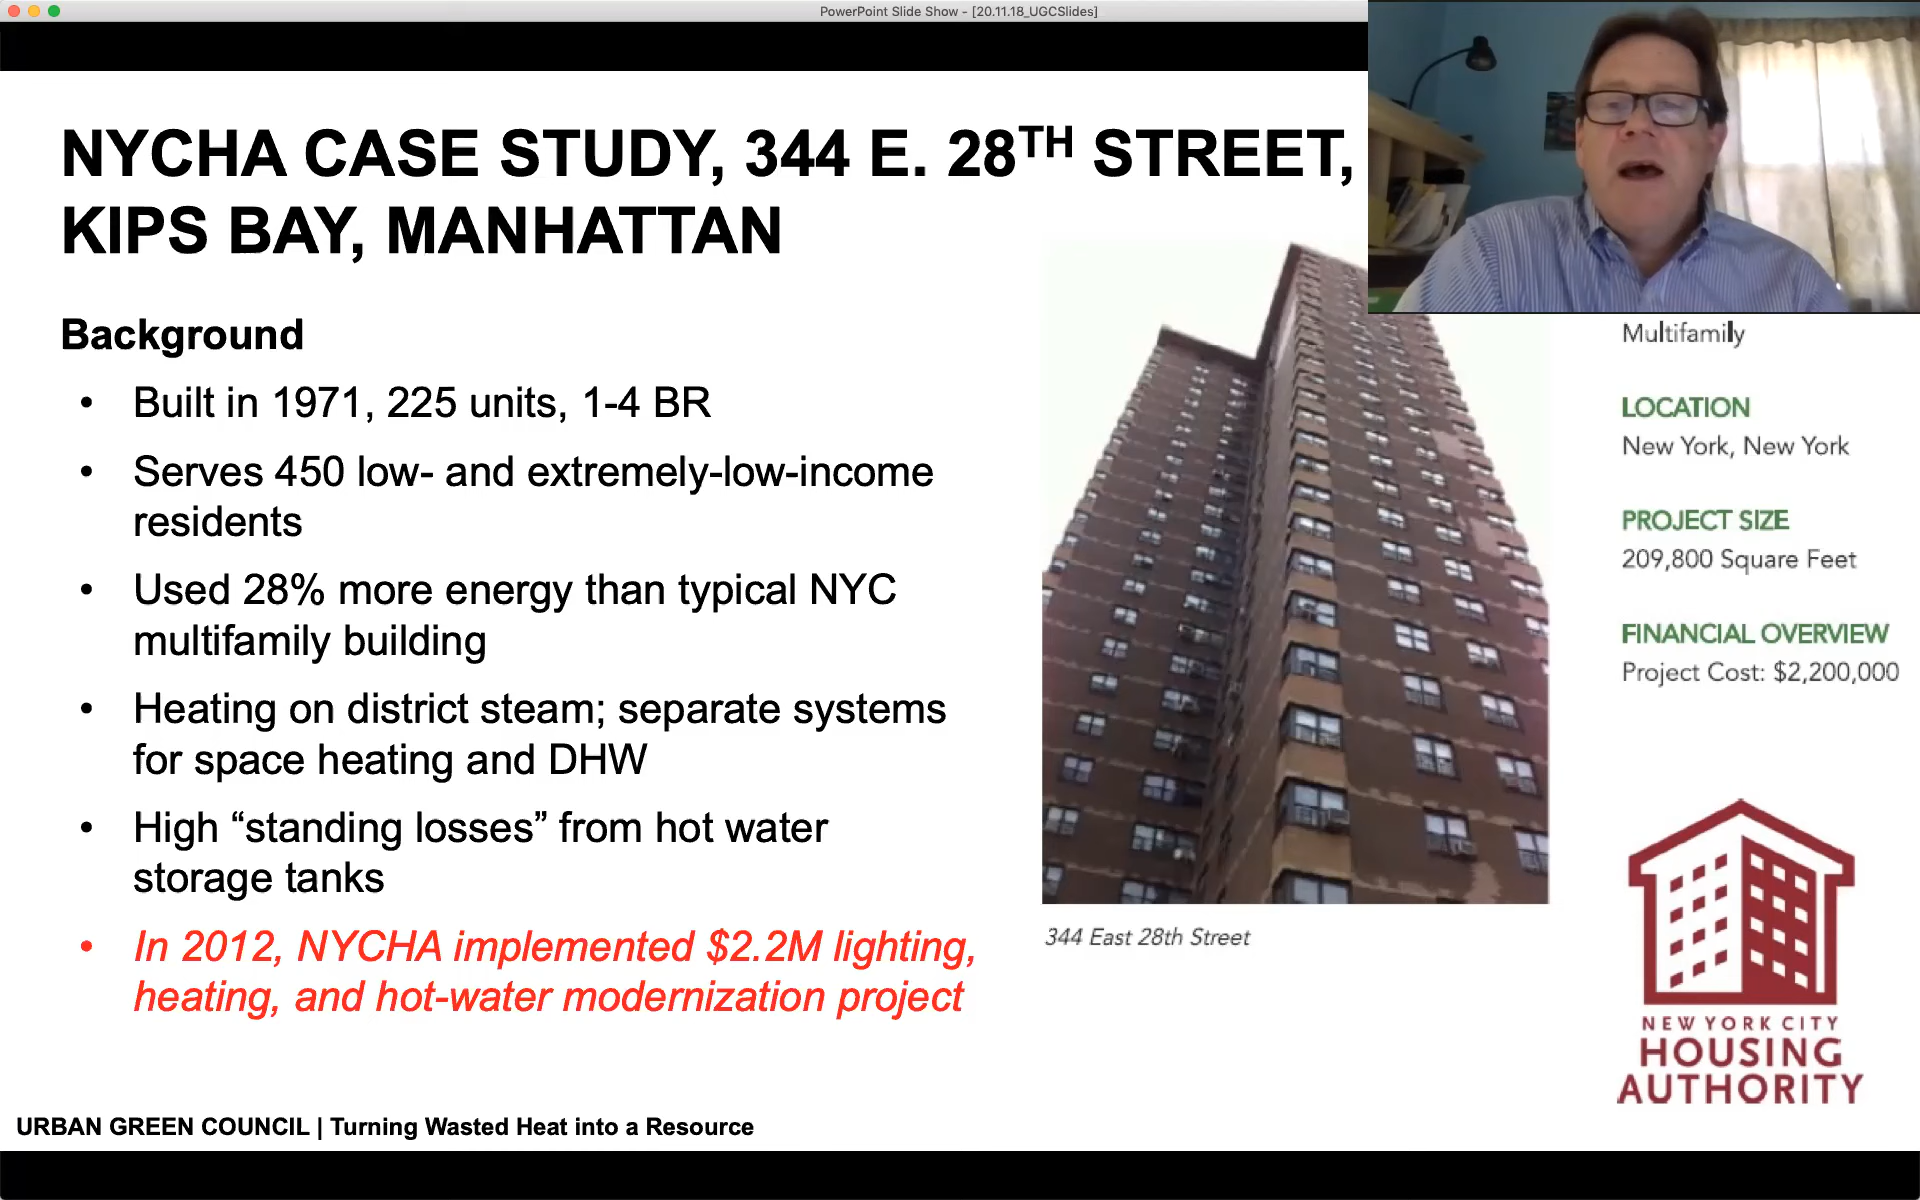 PowerPoint Slide Show - [20.11.18_UGCSlides]
NYCHA CASE STUDY, 344 E. 28TH STREET,
KIPS BAY, MANHATTAN
Background
• Built in 1971, 225 units, 1-4 BR
• Serves 450 low- and extremely-low-income
residents
• Used 28% more energy than typical NYC
multifamily building
• Heating on district steam; separate systems
for space heating and DHW
• High “standing losses” from hot water
storage tanks
• In 2012, NYCHA implemented $2.2M lighting,
heating, and hot-water modernization project
344 East 28th Street
Multifamily
LOCATION
New York, New York
PROJECT SIZE
209,800 Square Feet
FINANCIAL OVERVIEW
Project Cost: $2,200,000
NEW YORK CITY
HOUSING
AUTHORITY
URBAN GREEN COUNCIL | Turning Wasted Heat into a Resource